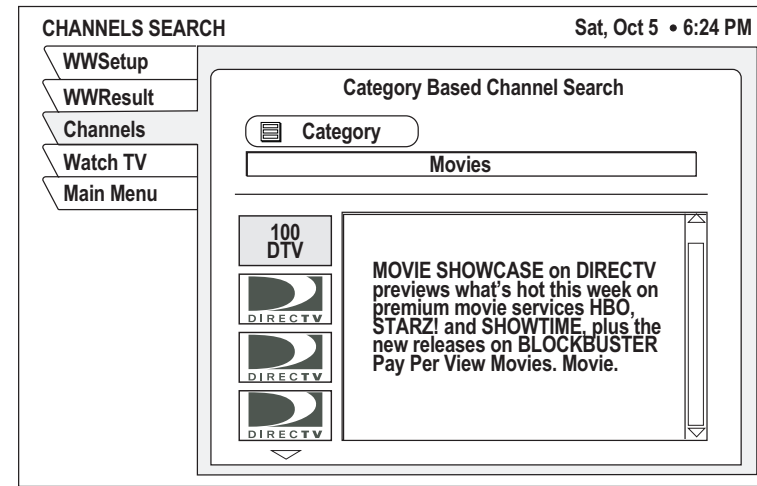 CHANNELS SEARCH
Sat, Oct 5 • 6:24 PM
WWSetup
WWResult
Channels
Watch TV
Main Menu
Category Based Channel Search
Category
Movies
100
DTV
DIRECTV
DIRECTV
DIRECTV
MOVIE SHOWCASE on DIRECTV
previews what's hot this week on
premium movie services HBO,
STARZ! and SHOWTIME, plus the
new releases on BLOCKBUSTER
Pay Per View Movies. Movie.